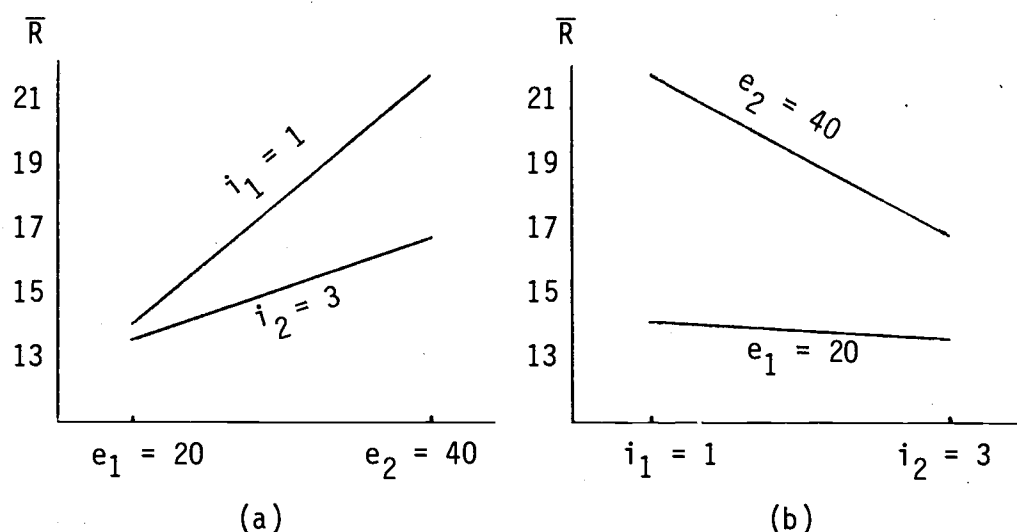 R̅
21
19
17
15
13
i₁ = 1
i₂ = 3
e₁ = 20 e₂ = 40
(a)
R̅
21
19
17
15
13
e₂ = 40
e₁ = 20
i₁ = 1 i₂ = 3
(b)